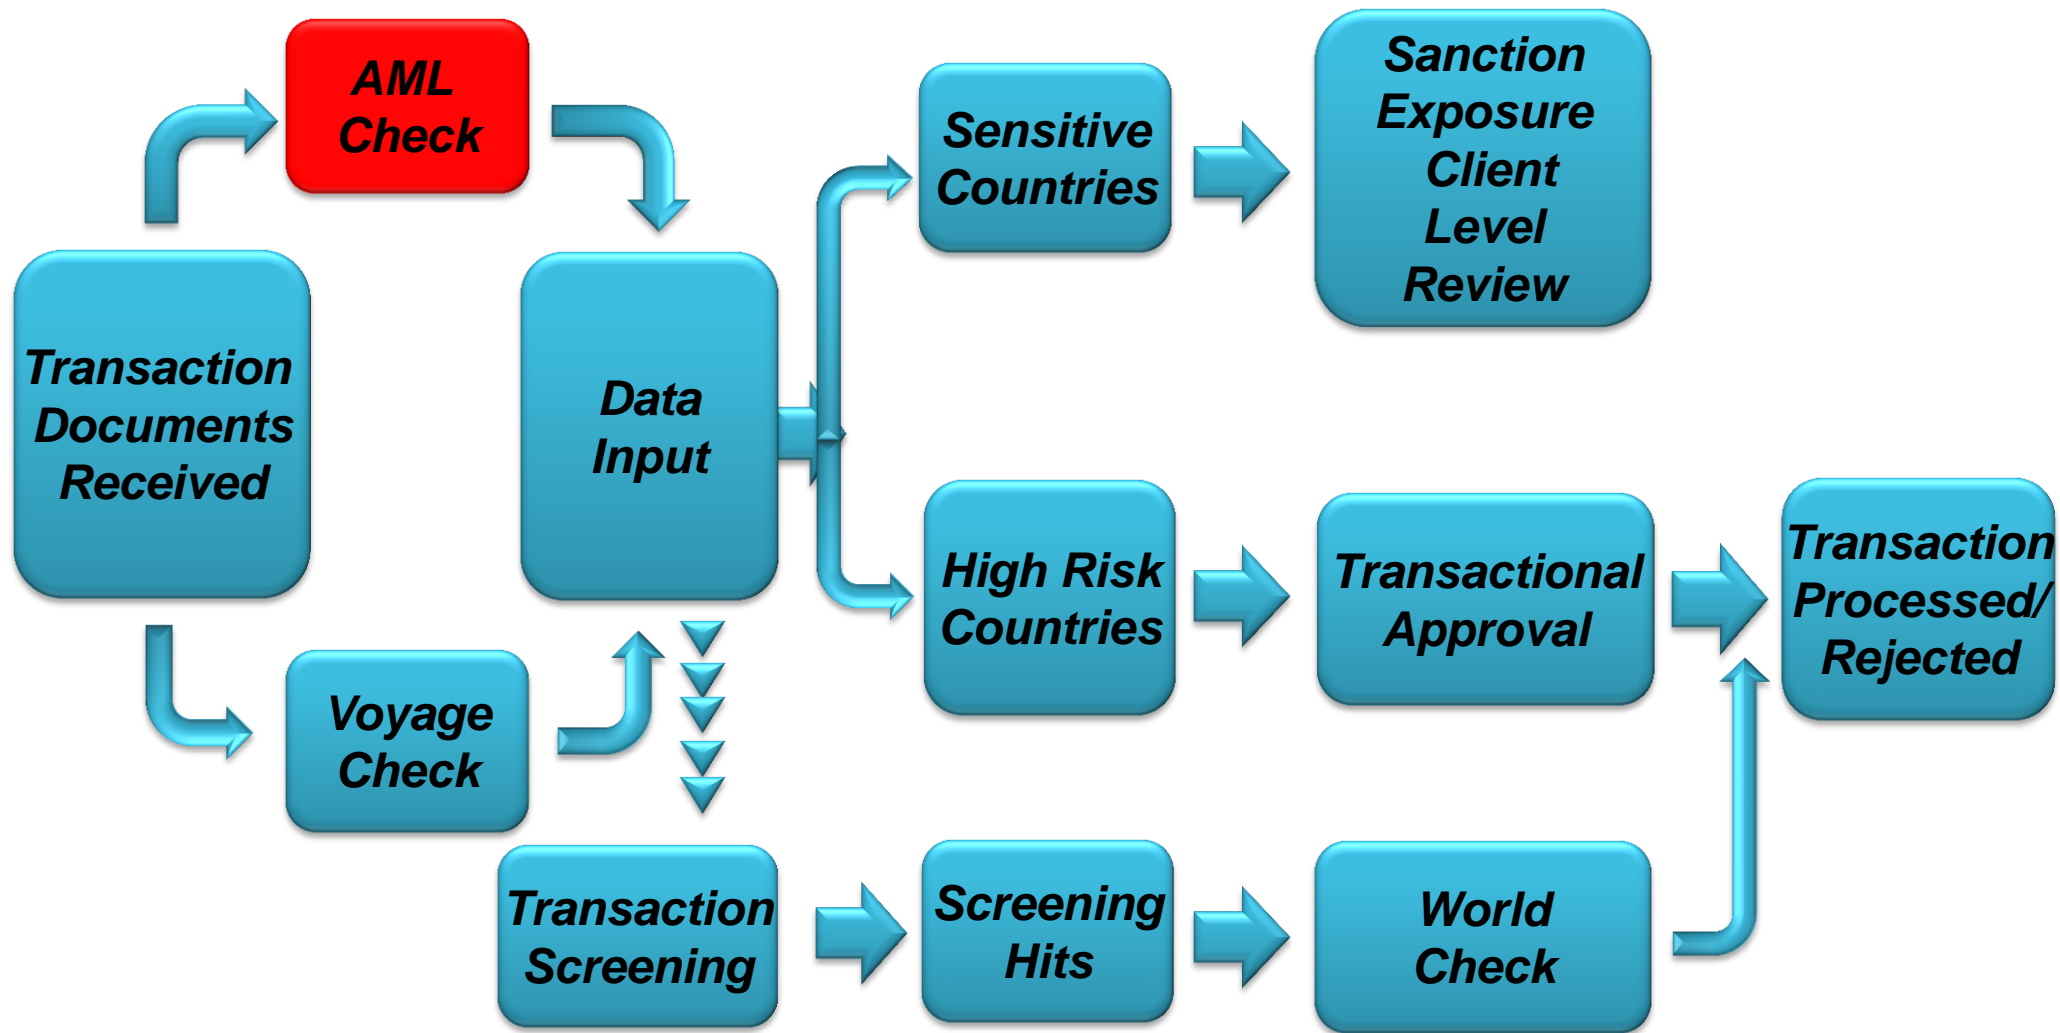 AML
Check
Sanction
Exposure
Client
Level
Review
Sensitive
Countries
Transaction
Documents
Received
Data
Input
High Risk
Countries
Transactional
Approval
Transaction
Processed/
Rejected
Voyage
Check
Transaction
Screening
Screening
Hits
World
Check